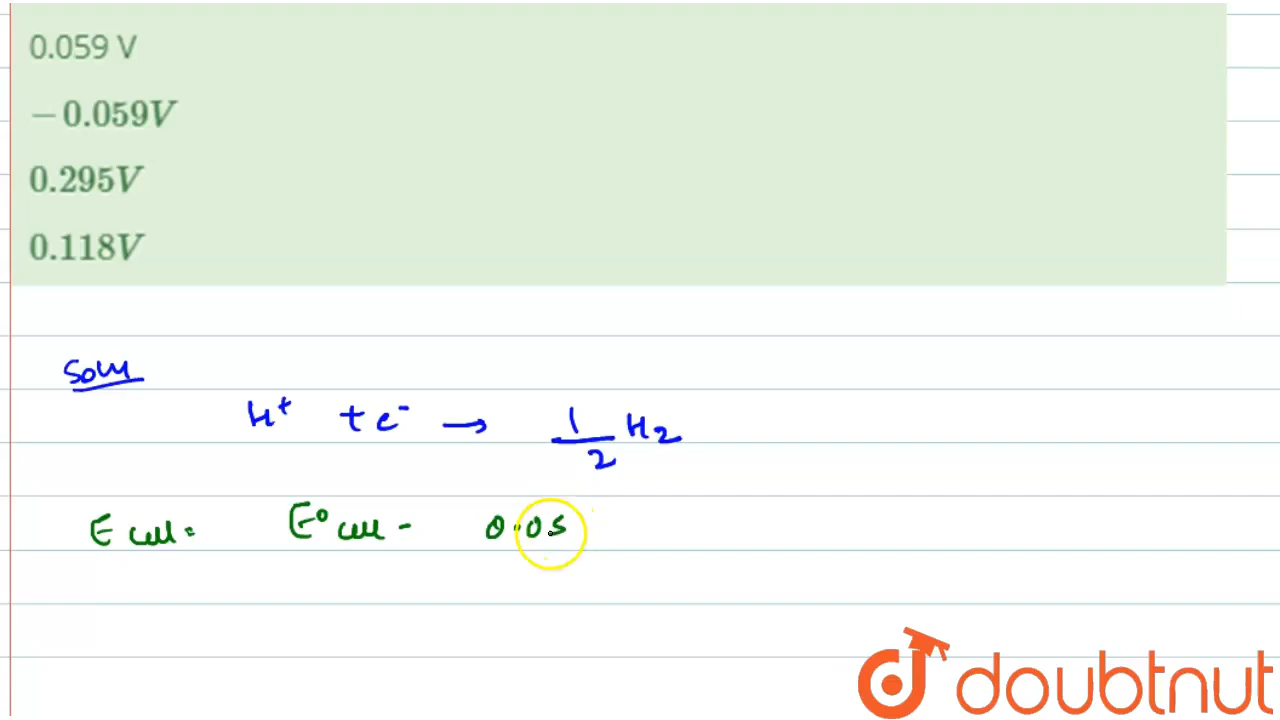 0.059 V
−0.059V
0.295V
0.118V
Soln
H⁺ + e⁻ → 1/2 H₂
E cell = E° cell - 0.05
doubtnut